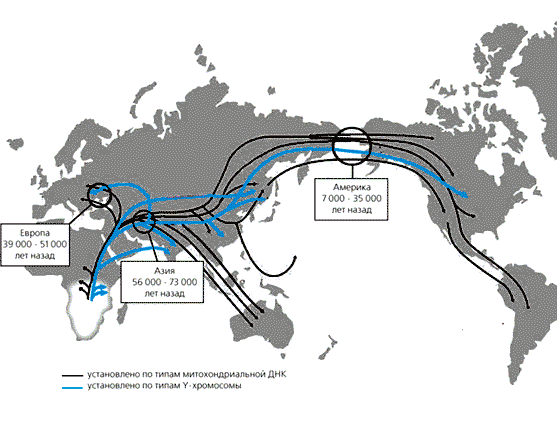 Америка
7 000 - 35 000
лет назад
Европа
39 000 - 51 000
лет назад
Азия
56 000 - 73 000
лет назад
установлено по типам митохондриальной ДНК
установлено по типам Y-хромосомы